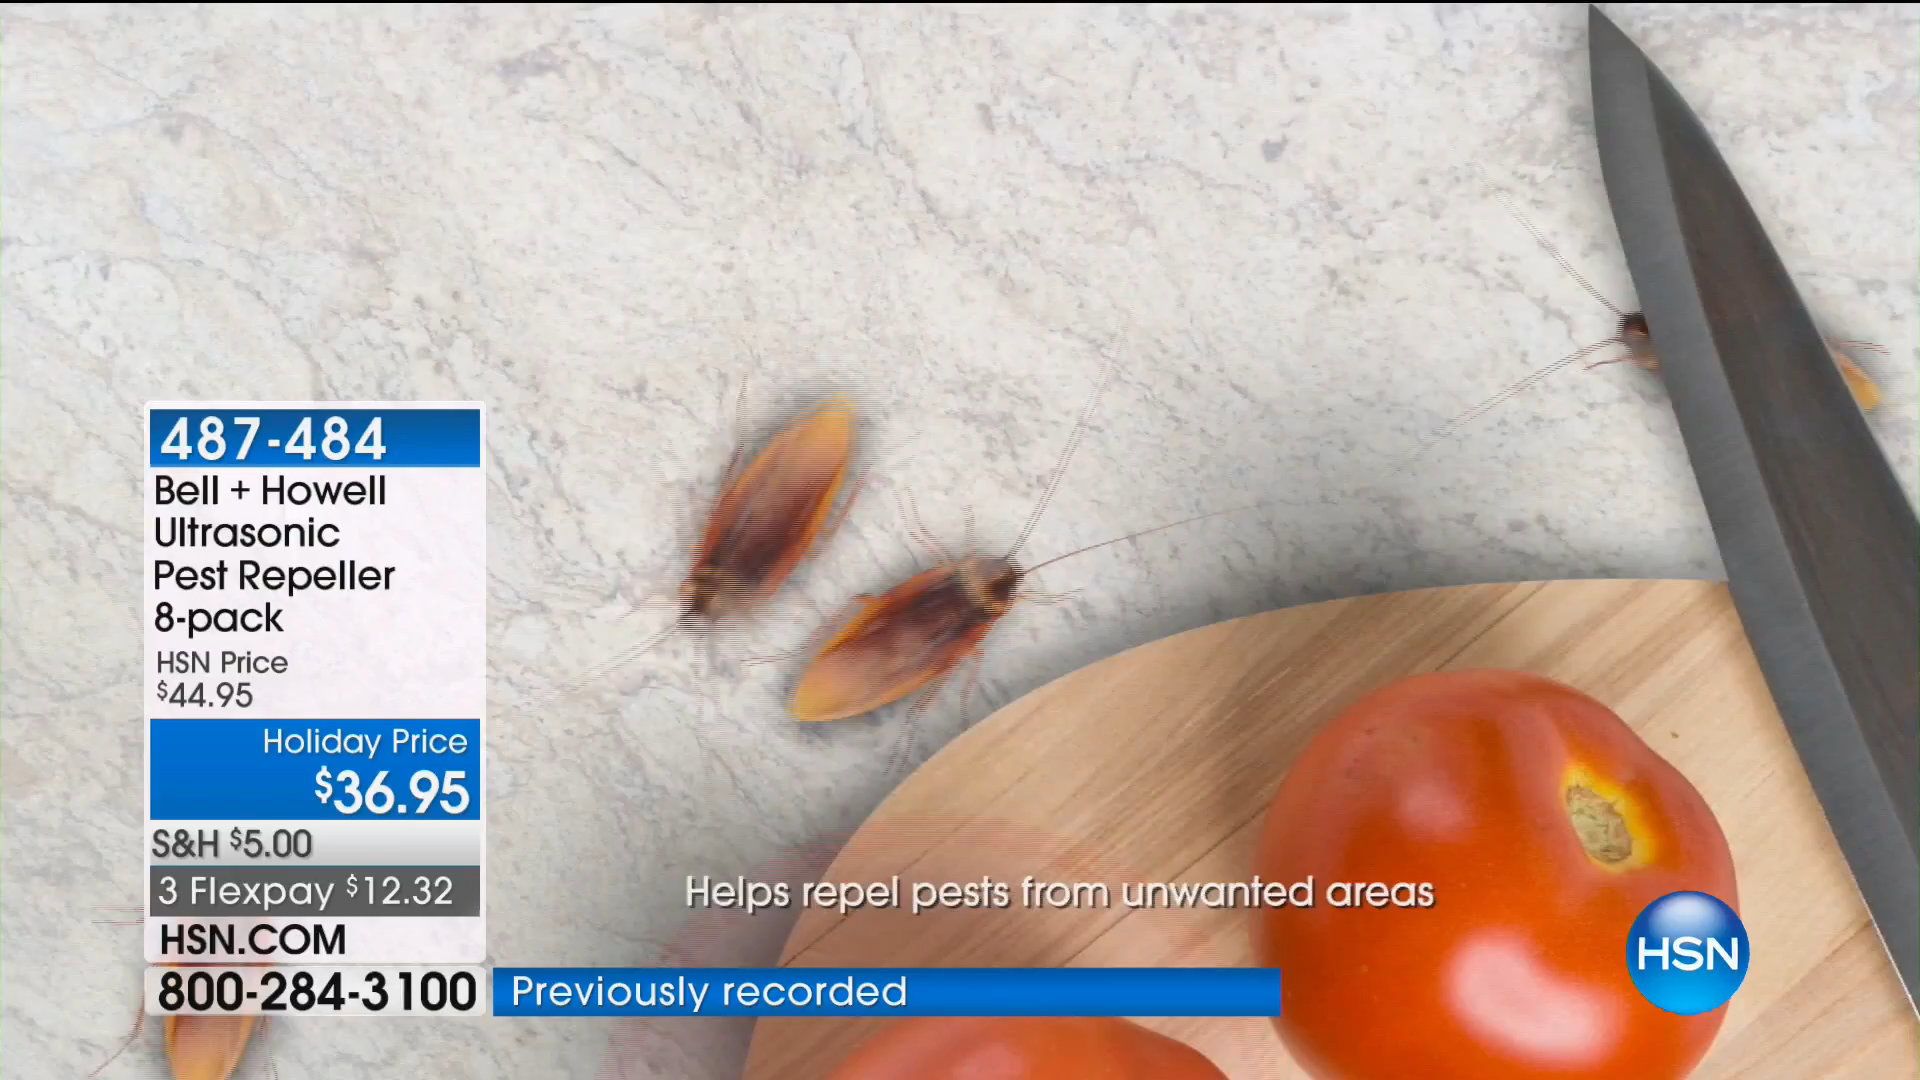 487-484
Bell + Howell
Ultrasonic
Pest Repeller
8-pack
HSN Price
$44.95
Holiday Price
$36.95
S&H $5.00
3 Flexpay $12.32
HSN.COM
800-284-3100
Previously recorded
Helps repel pests from unwanted areas
HSN